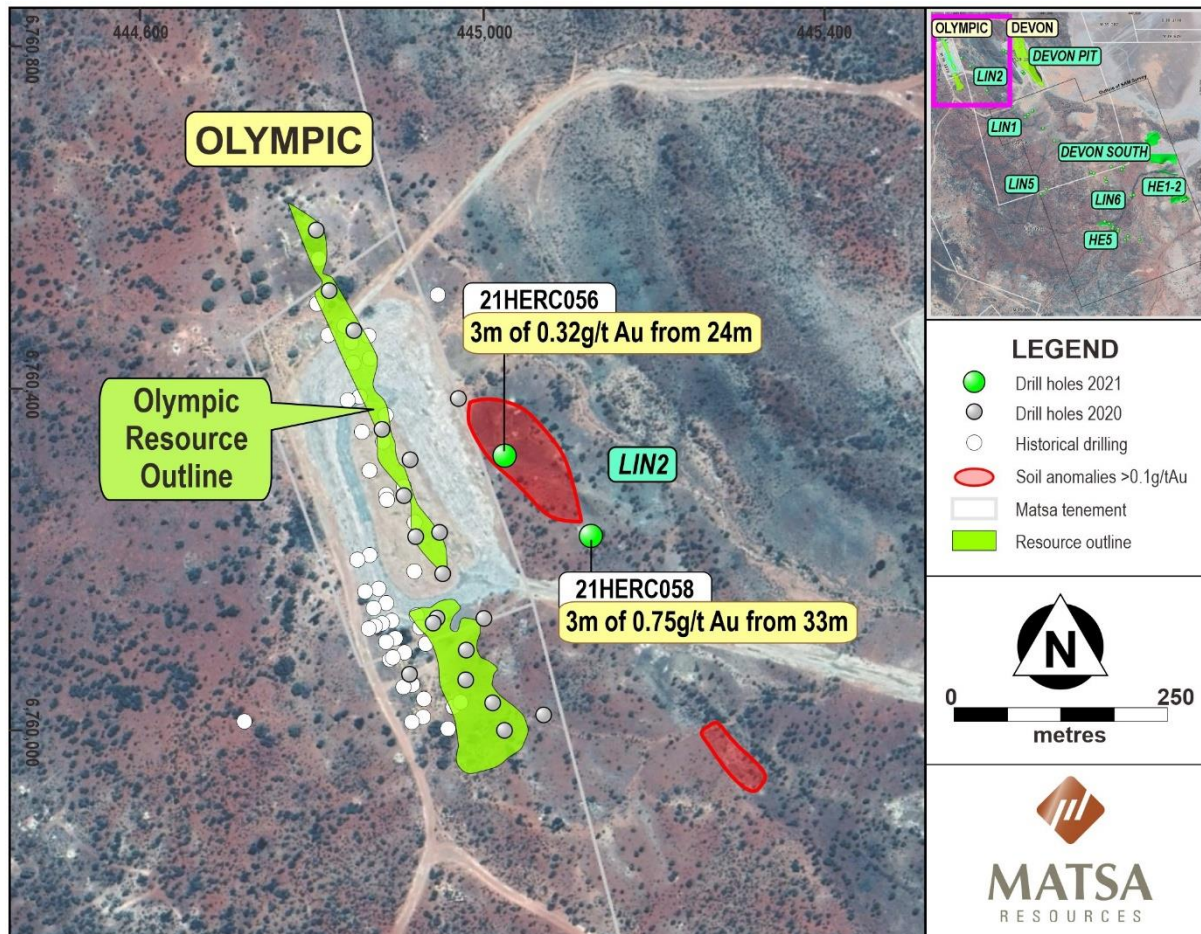 444,600
445,000
445,400
6,760,800
6,760,400
6,760,000
OLYMPIC
21HERC056
3m of 0.32g/t Au from 24m
Olympic
Resource
Outline
LIN2
21HERC058
3m of 0.75g/t Au from 33m
OLYMPIC
DEVON
DEVON PIT
LIN2
LIN1
DEVON SOUTH
LIN5
LIN6
HE1-2
HE5
LEGEND
Drill holes 2021
Drill holes 2020
Historical drilling
Soil anomalies >0.1g/tAu
Matsa tenement
Resource outline
N
0 250
metres
MATSA
RESOURCES